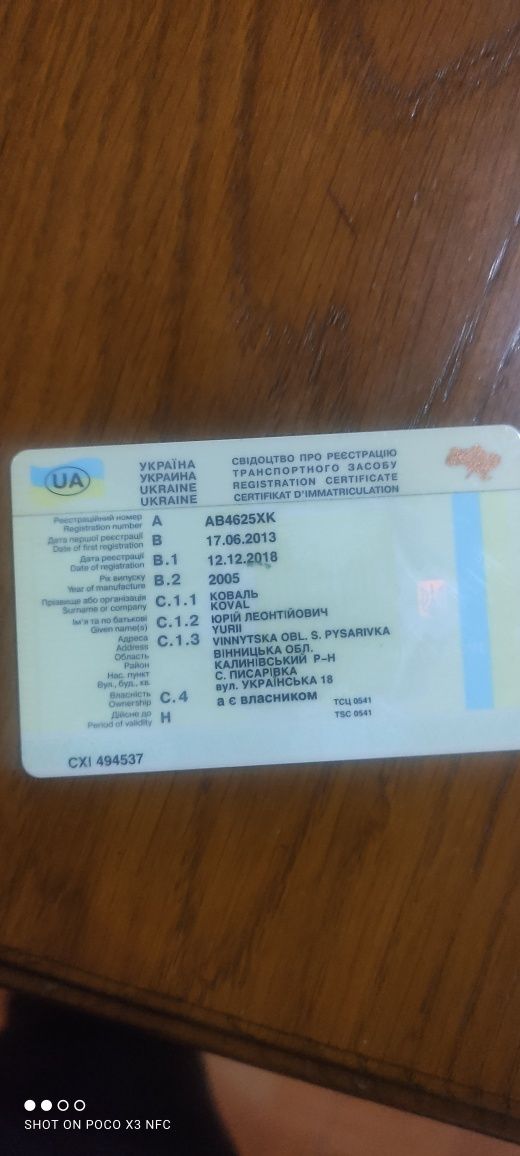 UA
УКРАЇНА
УКРАИНА
UKRAINE
UKRAINE
СВІДОЦТВО ПРО РЕЄСТРАЦІЮ
ТРАНСПОРТНОГО ЗАСОБУ
REGISTRATION CERTIFICATE
CERTIFIKAT D'IMMATRICULATION
Реєстраційний номер A АВ4625ХК
Registration number
Дата першої реєстрації B 17.06.2013
Date of first registration
Дата реєстрації B.1 12.12.2018
Date of registration
Рік випуску B.2 2005
Year of manufacture
Прізвище або організація C.1.1 КОВАЛЬ
Surname or company KOVAL
Ім'я та по батькові C.1.2 ЮРІЙ ЛЕОНТІЙОВИЧ
Given name(s) YURII
Адреса C.1.3 VINNYTSKA OBL. S. PYSARIVKA
Address
Область ВІННИЦЬКА ОБЛ.
Район КАЛИНІВСЬКИЙ Р-Н
Нас. пункт С. ПИСАРІВКА
Вул., буд., кв. вул. УКРАЇНСЬКА 18
Власність C.4 а є власником
Ownership
ТСЦ 0541
Дійсне до H
Period of validity
TSC 0541
СХІ 494537
SHOT ON POCO X3 NFC